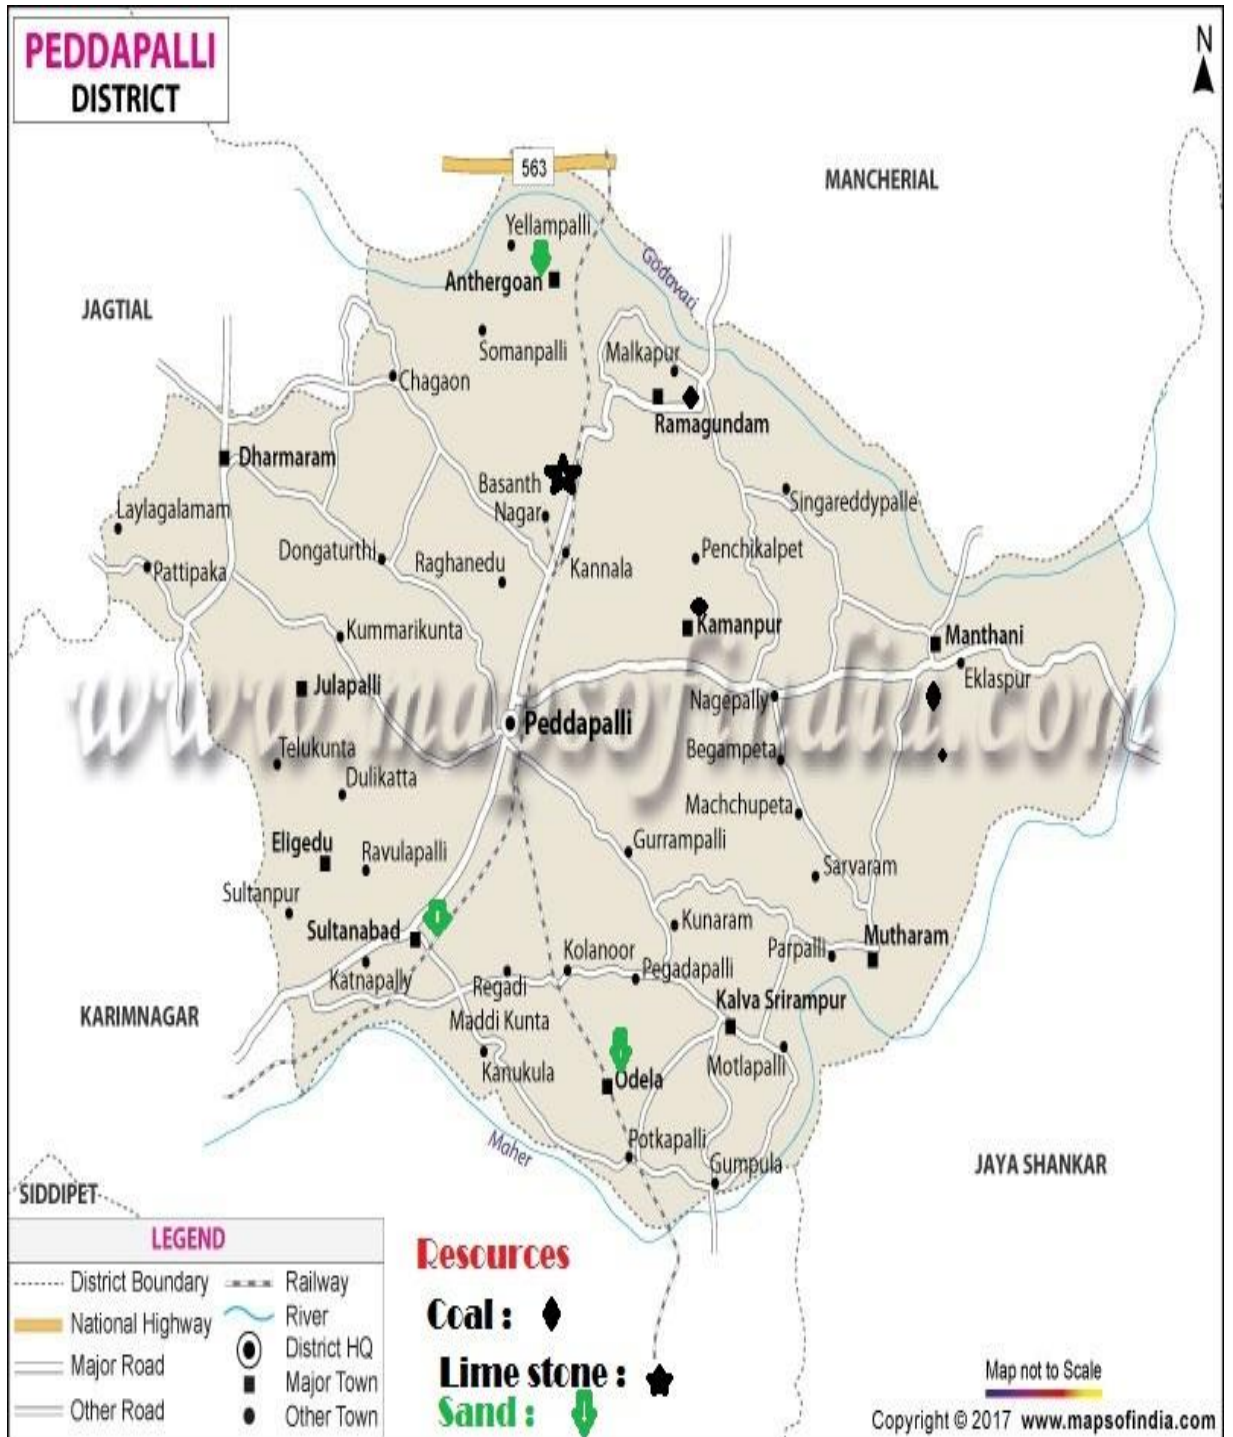 PEDDAPALLI
DISTRICT
N
563
MANCHERIAL
Yellampalli
Godavari
Anthergoan
JAGTIAL
Somanpalli
Malkapur
Chagaon
Ramagundam
Dharmaram
Basanth
Nagar
Singareddypalle
Laylagalamam
Dongaturthi
Raghanedu
Kannala
Penchikalpet
Pattipaka
Kummarikunta
Kamanpur
Manthani
Eklaspur
Julapalli
Nagepally
www.mapsofindia.com
Peddapalli
Telukunta
Begampeta
Dulikatta
Machchupeta
Eligedu
Ravulapalli
Gurrampalli
Sarvaram
Sultanpur
Sultanabad
Kunaram
Mutharam
Katnapally
Kolanoor
Parpalli
Regadi
Pegadapalli
KARIMNAGAR
Maddi Kunta
Kalva Srirampur
Kanukula
Motlapalli
Odela
Maher
Potkapalli
Gumpula
JAYA SHANKAR
SIDDIPET
LEGEND
District Boundary
Railway
National Highway
River
Major Road
District HQ
Major Town
Other Road
Other Town
Resources
Coal :
Lime stone :
Sand :
Map not to Scale
Copyright © 2017 www.mapsofindia.com